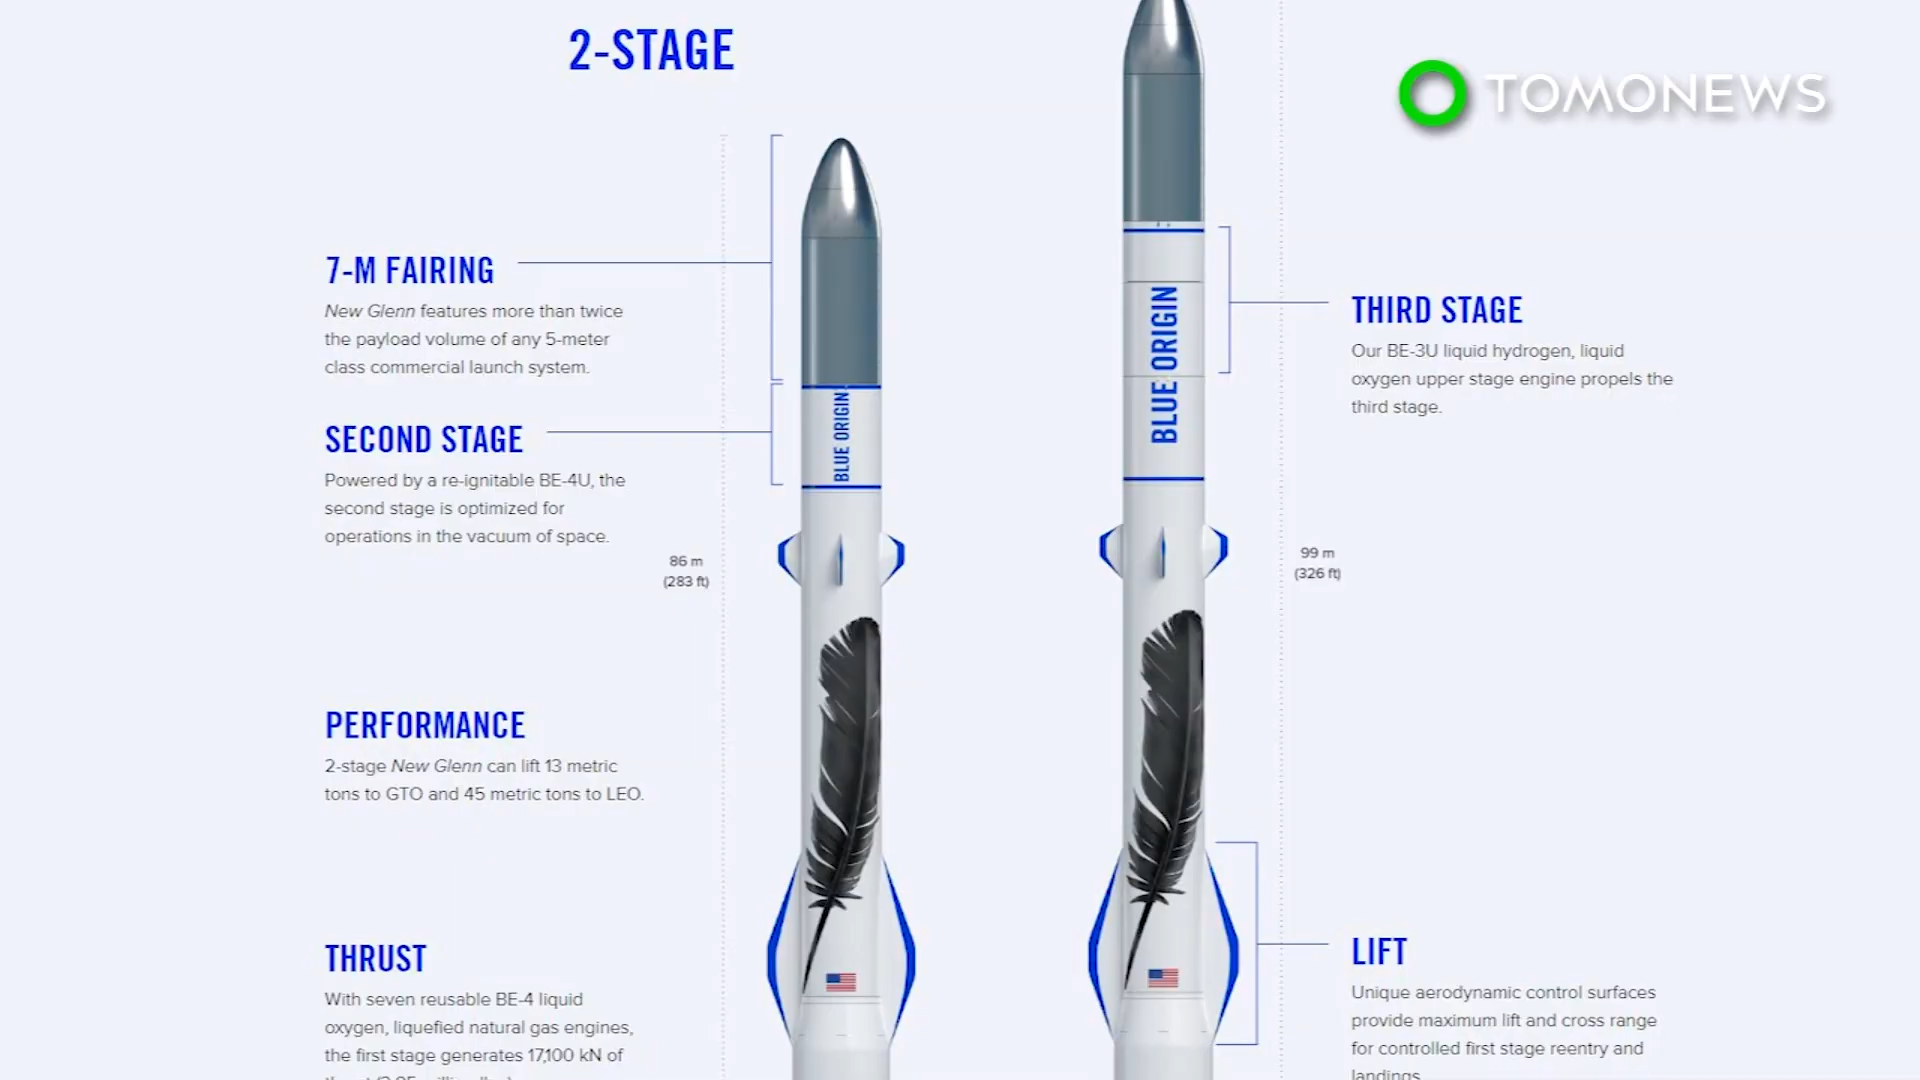 2-STAGE
TOMONEWS
7-M FAIRING
New Glenn features more than twice
the payload volume of any 5-meter
class commercial launch system.
SECOND STAGE
Powered by a re-ignitable BE-4U, the
second stage is optimized for
operations in the vacuum of space.
86 m
(283 ft)
PERFORMANCE
2-stage New Glenn can lift 13 metric
tons to GTO and 45 metric tons to LEO.
THRUST
With seven reusable BE-4 liquid
oxygen, liquefied natural gas engines,
the first stage generates 17,100 kN of
BLUE ORIGIN
BLUE ORIGIN
THIRD STAGE
Our BE-3U liquid hydrogen, liquid
oxygen upper stage engine propels the
third stage.
99 m
(326 ft)
LIFT
Unique aerodynamic control surfaces
provide maximum lift and cross range
for controlled first stage reentry and
landings.